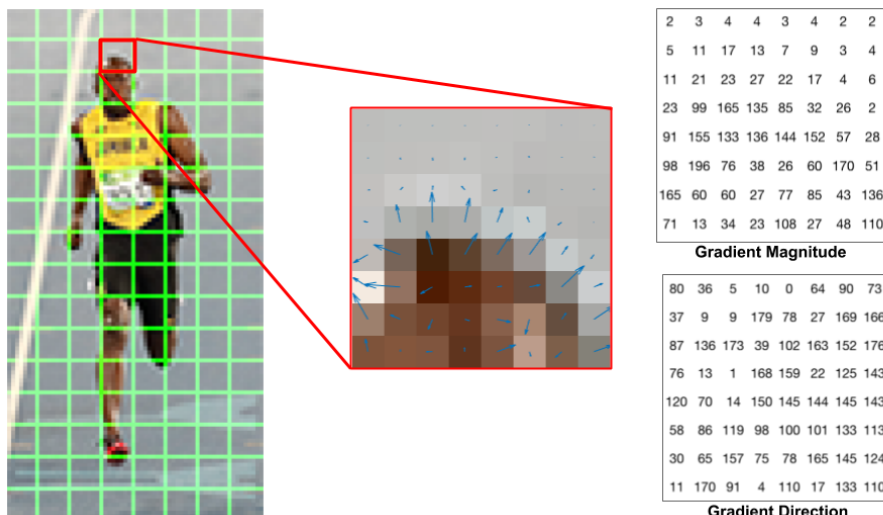 2 3 4 4 3 4 2 2
5 11 17 13 7 9 3 4
11 21 23 27 22 17 4 6
23 99 165 135 85 32 26 2
91 155 133 136 144 152 57 28
98 196 76 38 26 60 170 51
165 60 60 27 77 85 43 136
71 13 34 23 108 27 48 110
Gradient Magnitude
80 36 5 10 0 64 90 73
37 9 9 179 78 27 169 166
87 136 173 39 102 163 152 176
76 13 1 168 159 22 125 143
120 70 14 150 145 144 145 143
58 86 119 98 100 101 133 113
30 65 157 75 78 165 145 124
11 170 91 4 110 17 133 110
Gradient Direction